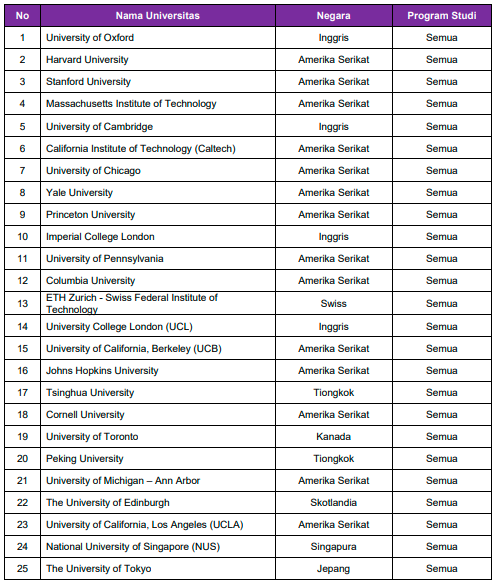 No Nama Universitas Negara Program Studi
1 University of Oxford Inggris Semua
2 Harvard University Amerika Serikat Semua
3 Stanford University Amerika Serikat Semua
4 Massachusetts Institute of Technology Amerika Serikat Semua
5 University of Cambridge Inggris Semua
6 California Institute of Technology (Caltech) Amerika Serikat Semua
7 University of Chicago Amerika Serikat Semua
8 Yale University Amerika Serikat Semua
9 Princeton University Amerika Serikat Semua
10 Imperial College London Inggris Semua
11 University of Pennsylvania Amerika Serikat Semua
12 Columbia University Amerika Serikat Semua
13 ETH Zurich - Swiss Federal Institute of
Technology Swiss Semua
14 University College London (UCL) Inggris Semua
15 University of California, Berkeley (UCB) Amerika Serikat Semua
16 Johns Hopkins University Amerika Serikat Semua
17 Tsinghua University Tiongkok Semua
18 Cornell University Amerika Serikat Semua
19 University of Toronto Kanada Semua
20 Peking University Tiongkok Semua
21 University of Michigan – Ann Arbor Amerika Serikat Semua
22 The University of Edinburgh Skotlandia Semua
23 University of California, Los Angeles (UCLA) Amerika Serikat Semua
24 National University of Singapore (NUS) Singapura Semua
25 The University of Tokyo Jepang Semua